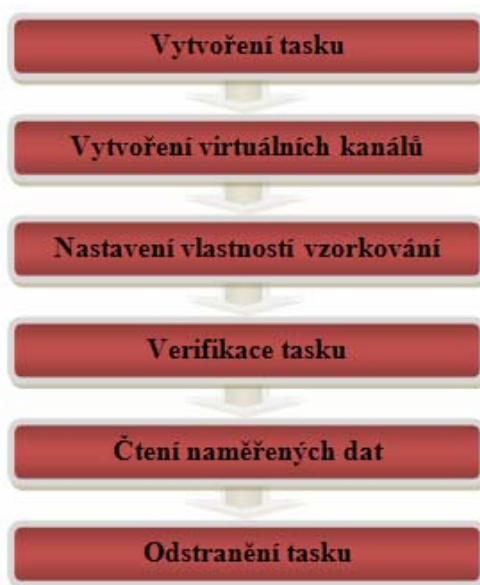 Vytvoření tasku
Vytvoření virtuálních kanálů
Nastavení vlastností vzorkování
Verifikace tasku
Čtení naměřených dat
Odstranění tasku